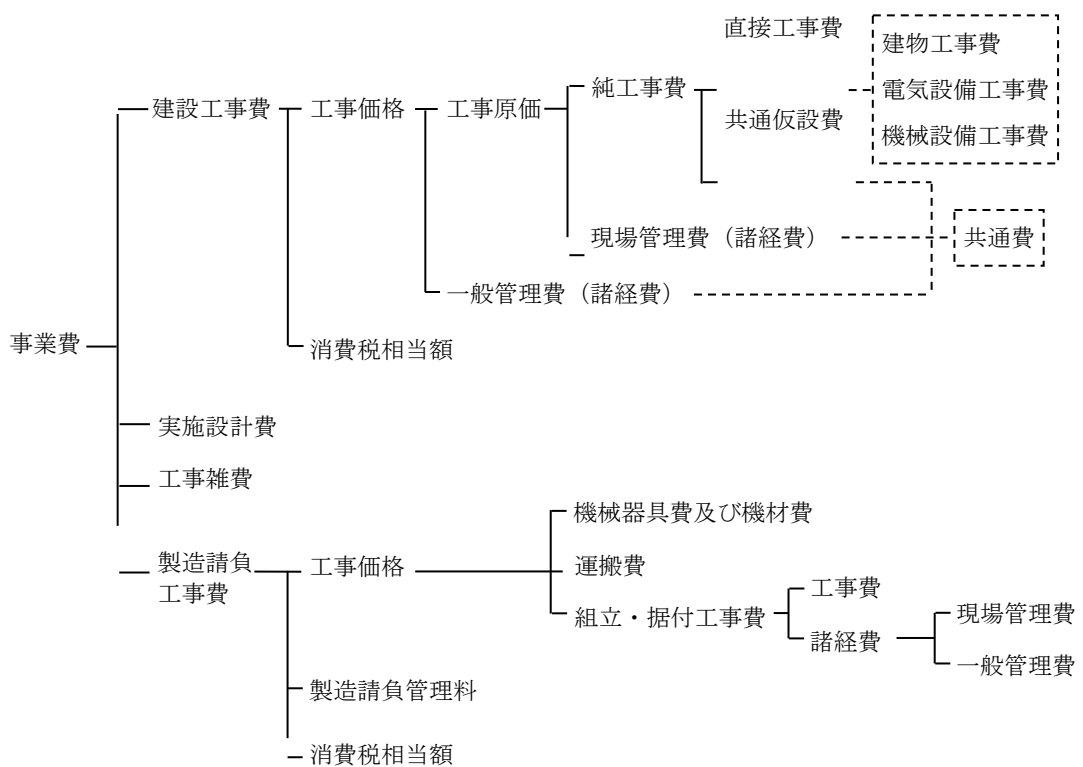 直接工事費
建物工事費
電気設備工事費
機械設備工事費
純工事費
共通仮設費
建設工事費
工事価格
工事原価
現場管理費（諸経費）
共通費
一般管理費（諸経費）
事業費
消費税相当額
実施設計費
工事雑費
製造請負
工事費
工事価格
機械器具費及び機材費
運搬費
組立・据付工事費
工事費
諸経費
現場管理費
一般管理費
製造請負管理料
消費税相当額